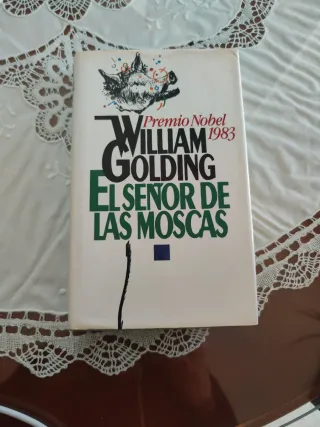 Premio Nobel
1983
WILLIAM
GOLDING
EL SEÑOR DE
LAS MOSCAS